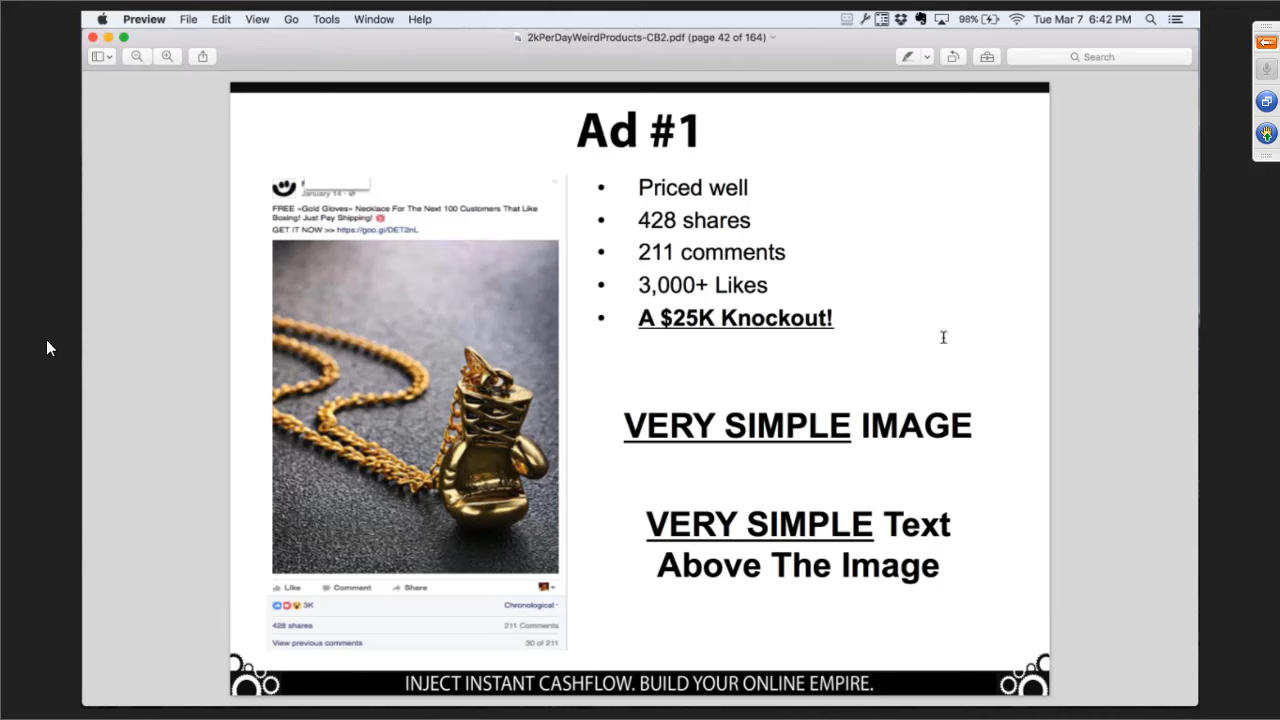 Preview File Edit View Go Tools Window Help 98% Tue Mar 7 6:42 PM
2kPerDayWeirdProducts-CB2.pdf (page 42 of 164)
Search
Ad #1
January 14
FREE «Gold Gloves» Necklace For The Next 100 Customers That Like
Boxing! Just Pay Shipping!
GET IT NOW >> https://goo.gl/DET2nL
Like Comment Share
3K Chronological
428 shares 211 Comments
View previous comments 30 of 211
• Priced well
• 428 shares
• 211 comments
• 3,000+ Likes
• A $25K Knockout!
VERY SIMPLE IMAGE
VERY SIMPLE Text
Above The Image
INJECT INSTANT CASHFLOW. BUILD YOUR ONLINE EMPIRE.